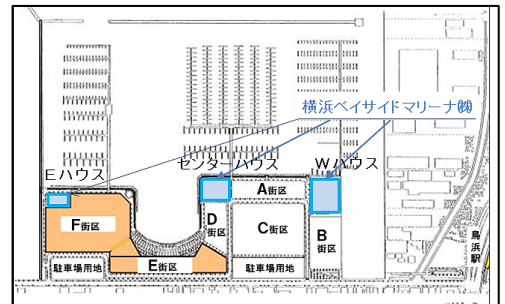 横浜ベイサイドマリーナ㈱
Eハウス
センターハウス
Wハウス
A街区
F街区
D
街区
C街区
B
街区
鳥浜駅
駐車場用地
E街区
駐車場用地